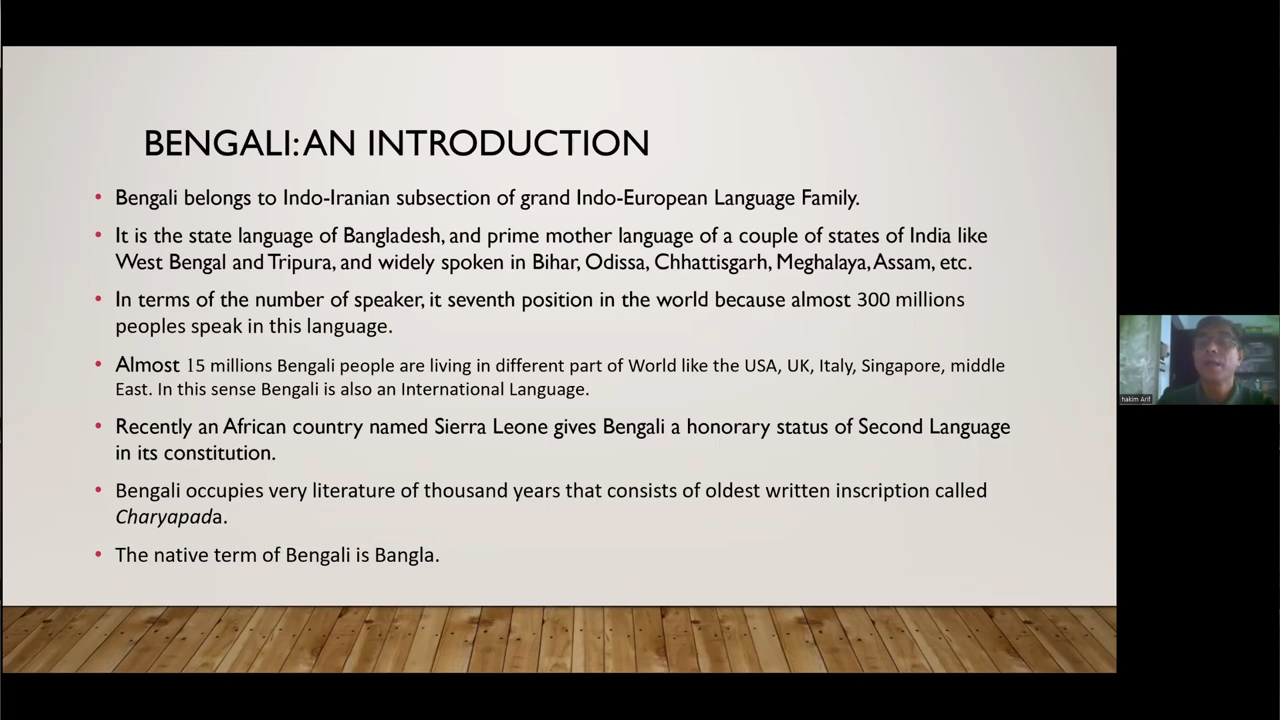 BENGALI: AN INTRODUCTION
• Bengali belongs to Indo-Iranian subsection of grand Indo-European Language Family.
• It is the state language of Bangladesh, and prime mother language of a couple of states of India like
West Bengal and Tripura, and widely spoken in Bihar, Odissa, Chhattisgarh, Meghalaya, Assam, etc.
• In terms of the number of speaker, it seventh position in the world because almost 300 millions
peoples speak in this language.
• Almost 15 millions Bengali people are living in different part of World like the USA, UK, Italy, Singapore, middle
East. In this sense Bengali is also an International Language.
• Recently an African country named Sierra Leone gives Bengali a honorary status of Second Language
in its constitution.
• Bengali occupies very literature of thousand years that consists of oldest written inscription called
Charyapada.
• The native term of Bengali is Bangla.
hakim Arif